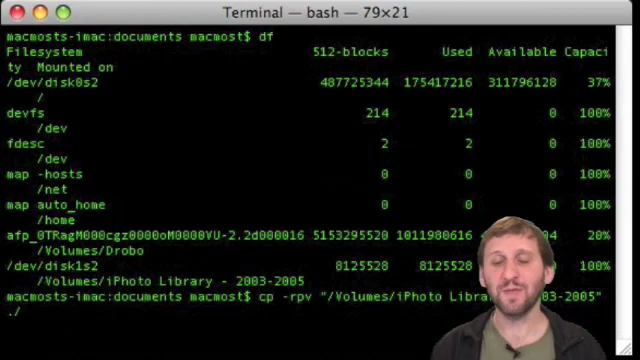 Terminal — bash — 79×21
macmosts-imac:documents macmost$ df
Filesystem 512-blocks Used Available Capaci
ty Mounted on
/dev/disk0s2 487725344 175417216 311796128 37%
/
devfs 214 214 0 100%
/dev
fdesc 2 2 0 100%
/dev
map -hosts 0 0 0 100%
/net
map auto_home 0 0 0 100%
/home
afp_0TRagM000cgz0000oM0000VU-2.2d000016 5153295520 1011980616 04 20%
/Volumes/Drobo
/dev/disk1s2 8125528 8125528 0 100%
/Volumes/iPhoto Library - 2003-2005
macmosts-imac:documents macmost$ cp -rpv "/Volumes/iPhoto Lib 03-2005"
./